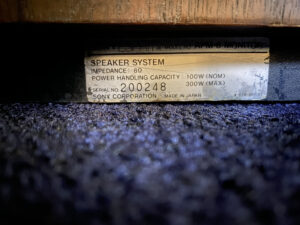 SPEAKER SYSTEM
IMPEDANCE: 8Ω
POWER HANDLING CAPACITY : 100W (NOM)
300W (MAX)
SERIAL NO. 200248
SONY CORPORATION MADE IN JAPAN